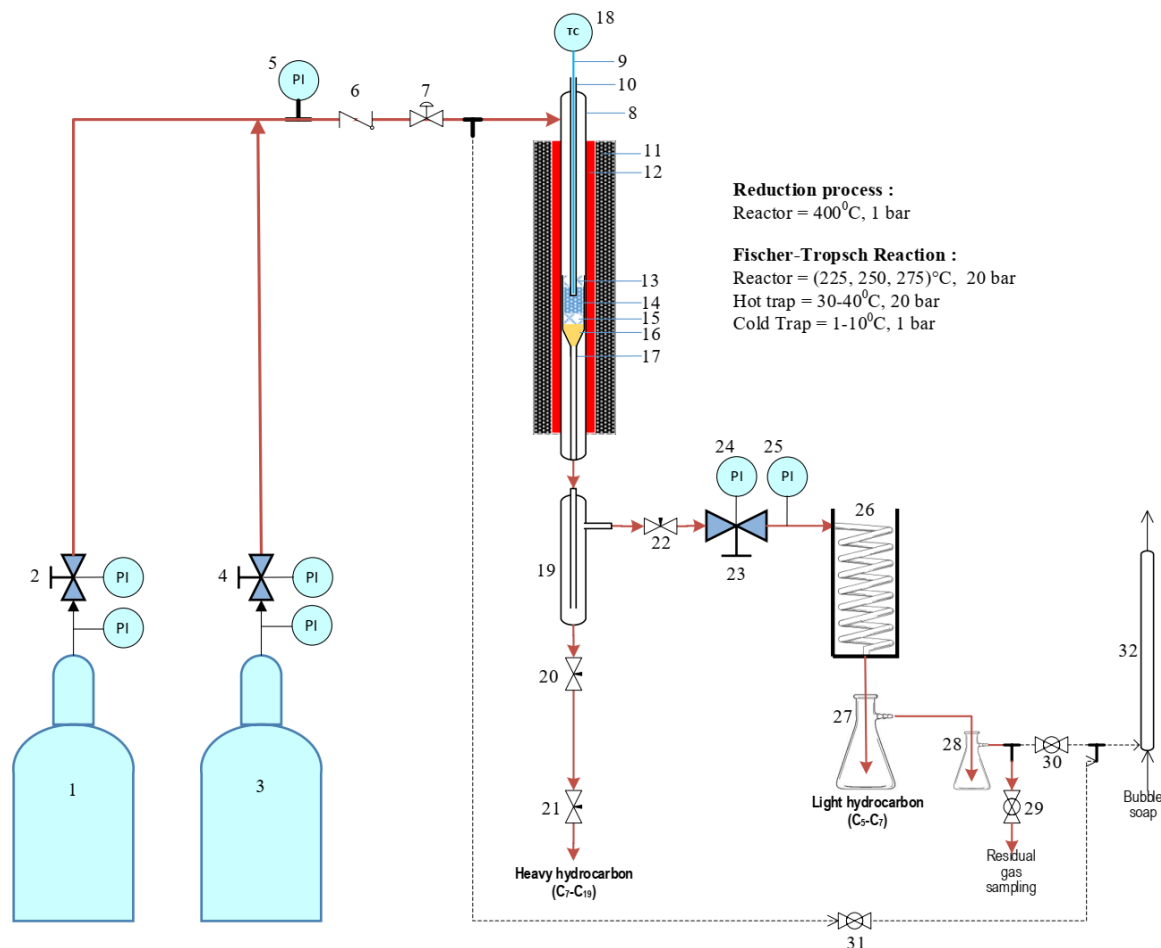 18
TC
5
PI
6
7
9
10
8
11
12
Reduction process :
Reactor = 400⁰C, 1 bar
Fischer-Tropsch Reaction :
Reactor = (225, 250, 275)°C, 20 bar
Hot trap = 30-40⁰C, 20 bar
Cold Trap = 1-10⁰C, 1 bar
13
14
15
16
17
24
25
PI
PI
26
22
23
2
PI
4
PI
PI
PI
19
20
32
27
28
30
1
3
21
29
Light hydrocarbon
(C₅-C₇)
Bubble
soap
Residual
gas
sampling
Heavy hydrocarbon
(C₇-C₁₉)
31